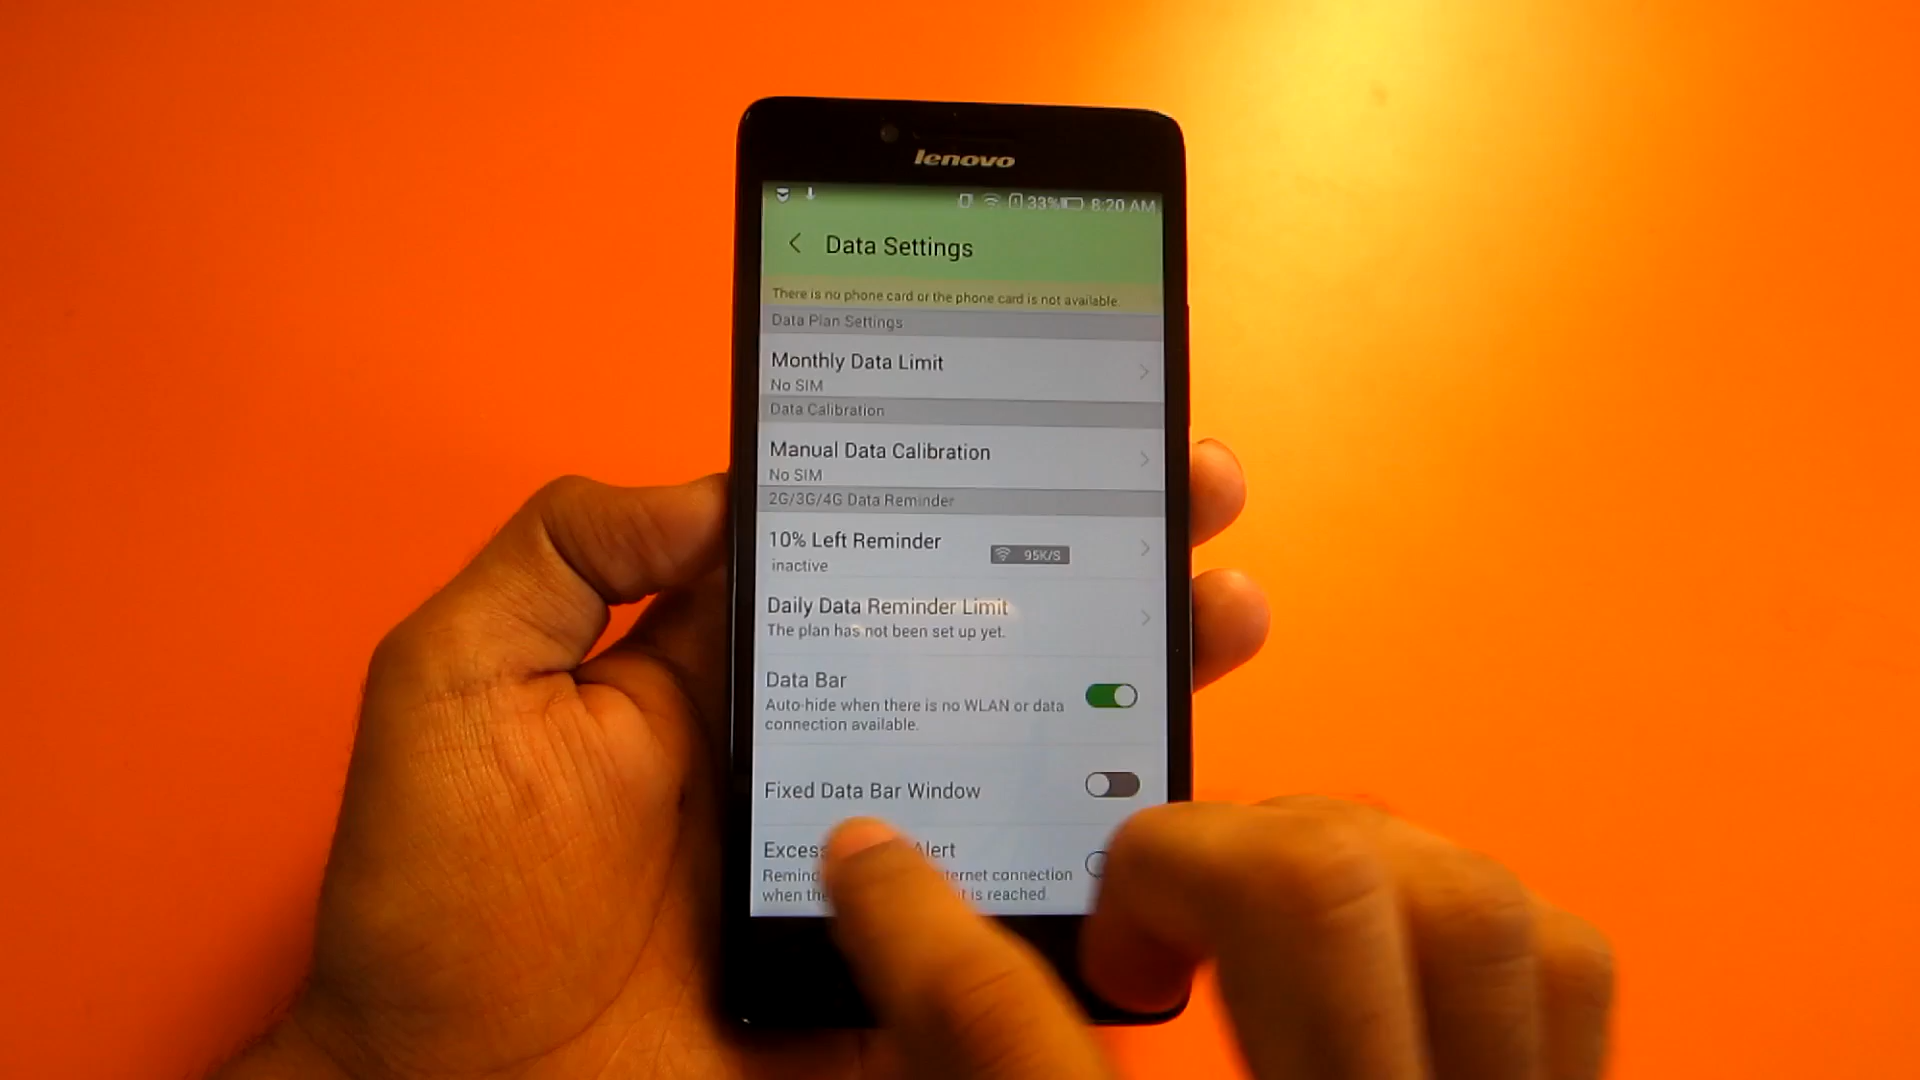 lenovo
33% 8:20 AM
Data Settings
There is no phone card or the phone card is not available.
Data Plan Settings
Monthly Data Limit
No SIM
Data Calibration
Manual Data Calibration
No SIM
2G/3G/4G Data Reminder
10% Left Reminder
95K/S
inactive
Daily Data Reminder Limit
The plan has not been set up yet.
Data Bar
Auto-hide when there is no WLAN or data
connection available.
Fixed Data Bar Window
Alert
connection
when is reached.